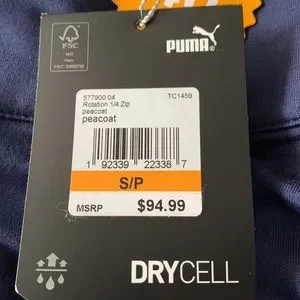 PUMA
FSC
MIX
577900 04 TC1459
Rotation 1/4 Zip
peacoat
peacoat
1 92339 22338 7
S/P
MSRP $94.99
DRYCELL